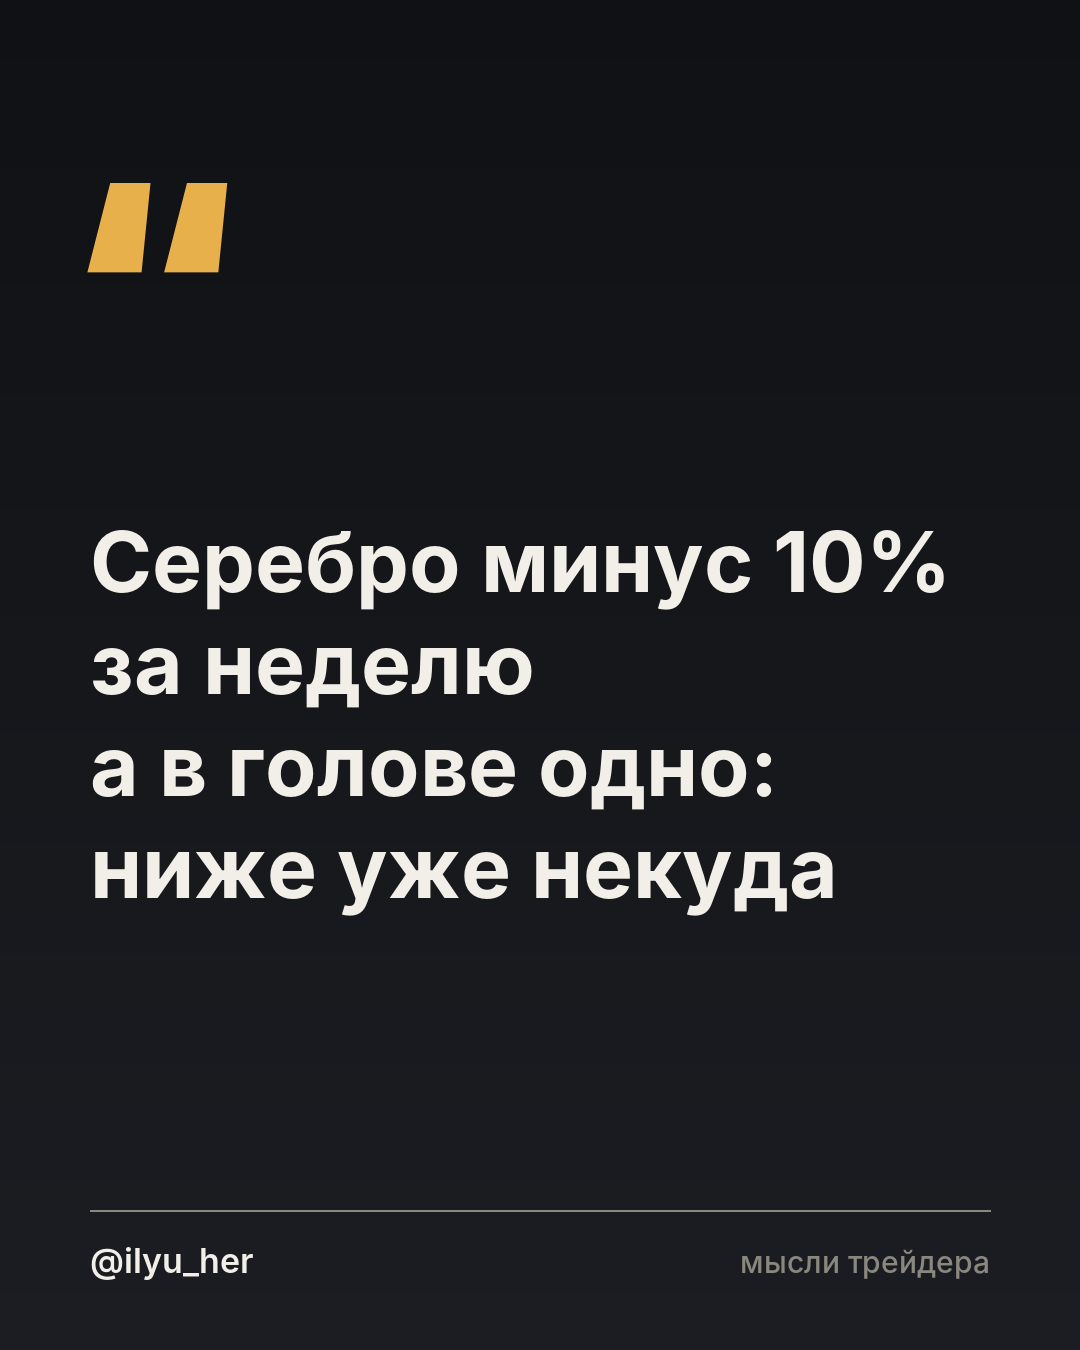 "
Серебро минус 10%
за неделю
а в голове одно:
ниже уже некуда
@ilyu_her
мысли трейдера